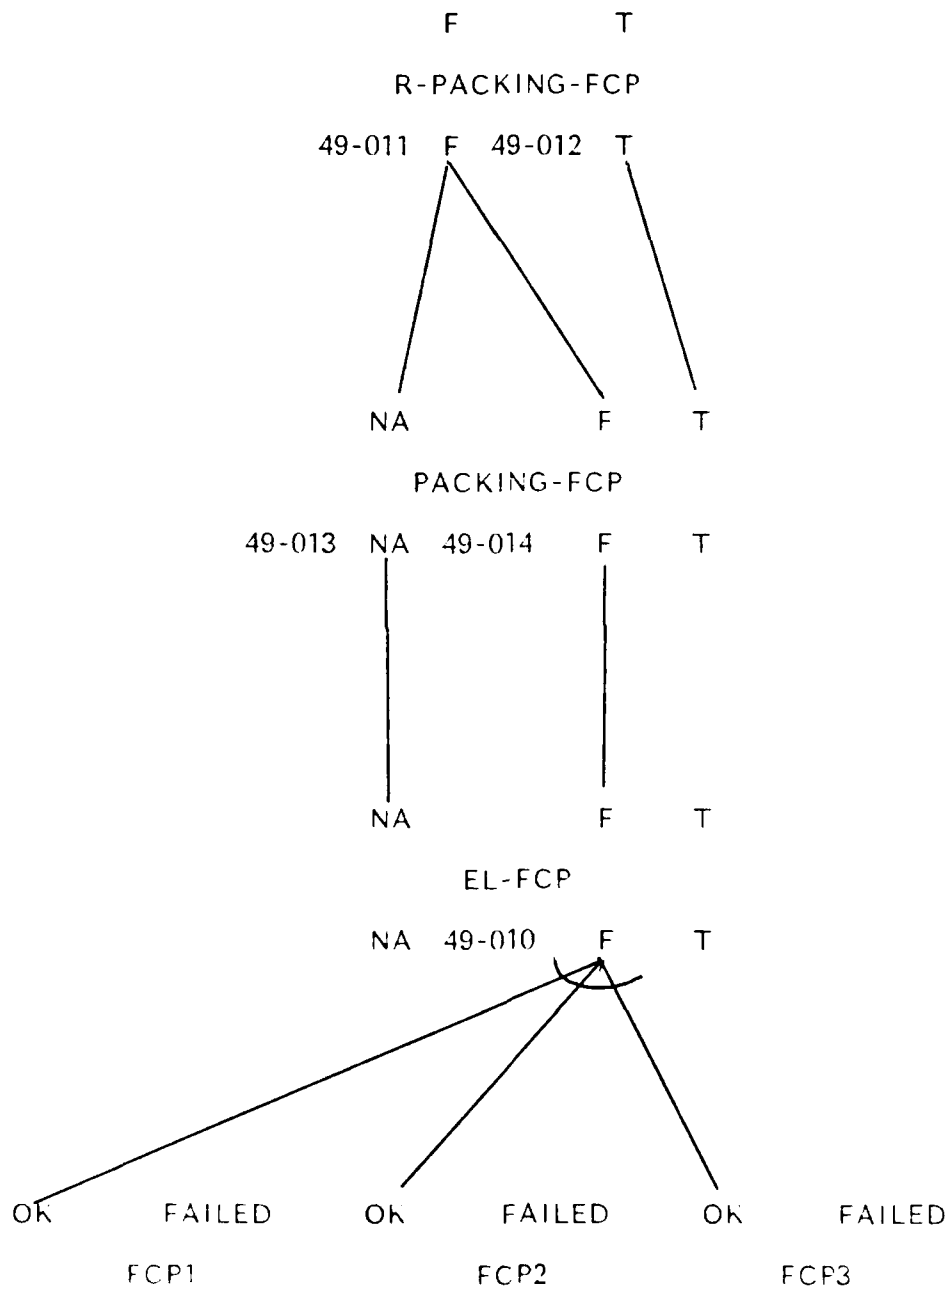 F T
R-PACKING-FCP
49-011 F 49-012 T
NA F T
PACKING-FCP
49-013 NA 49-014 F T
NA F T
EL-FCP
NA 49-010 F T
OK FAILED OK FAILED OK FAILED
FCP1 FCP2 FCP3